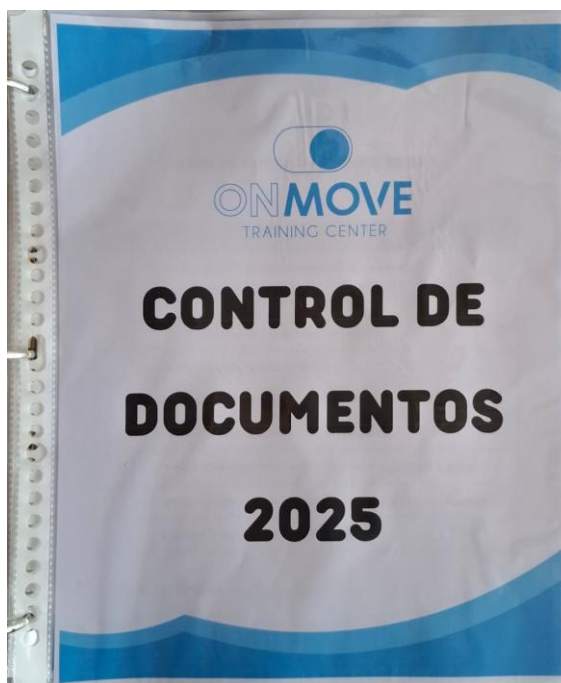 ONMOVE
TRAINING CENTER
CONTROL DE
DOCUMENTOS
2025